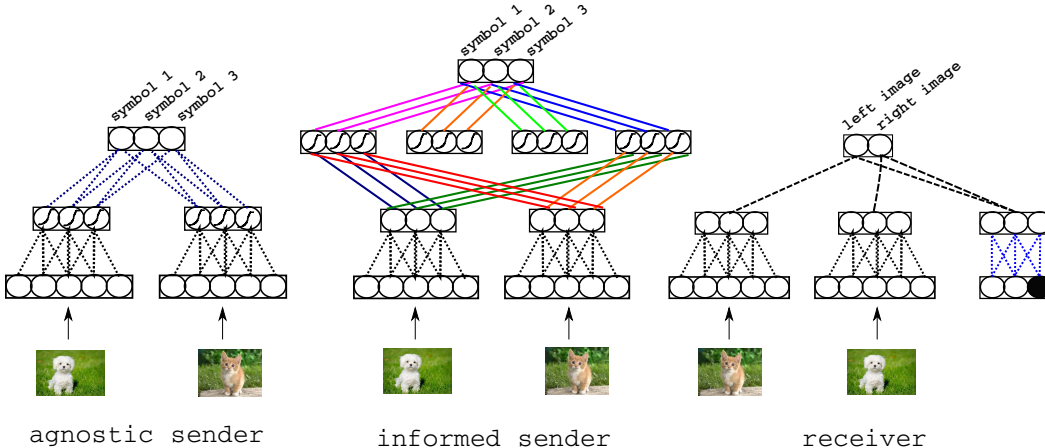 symbol 1
symbol 2
symbol 3
symbol 1
symbol 2
symbol 3
left image
right image
agnostic sender
informed sender
receiver